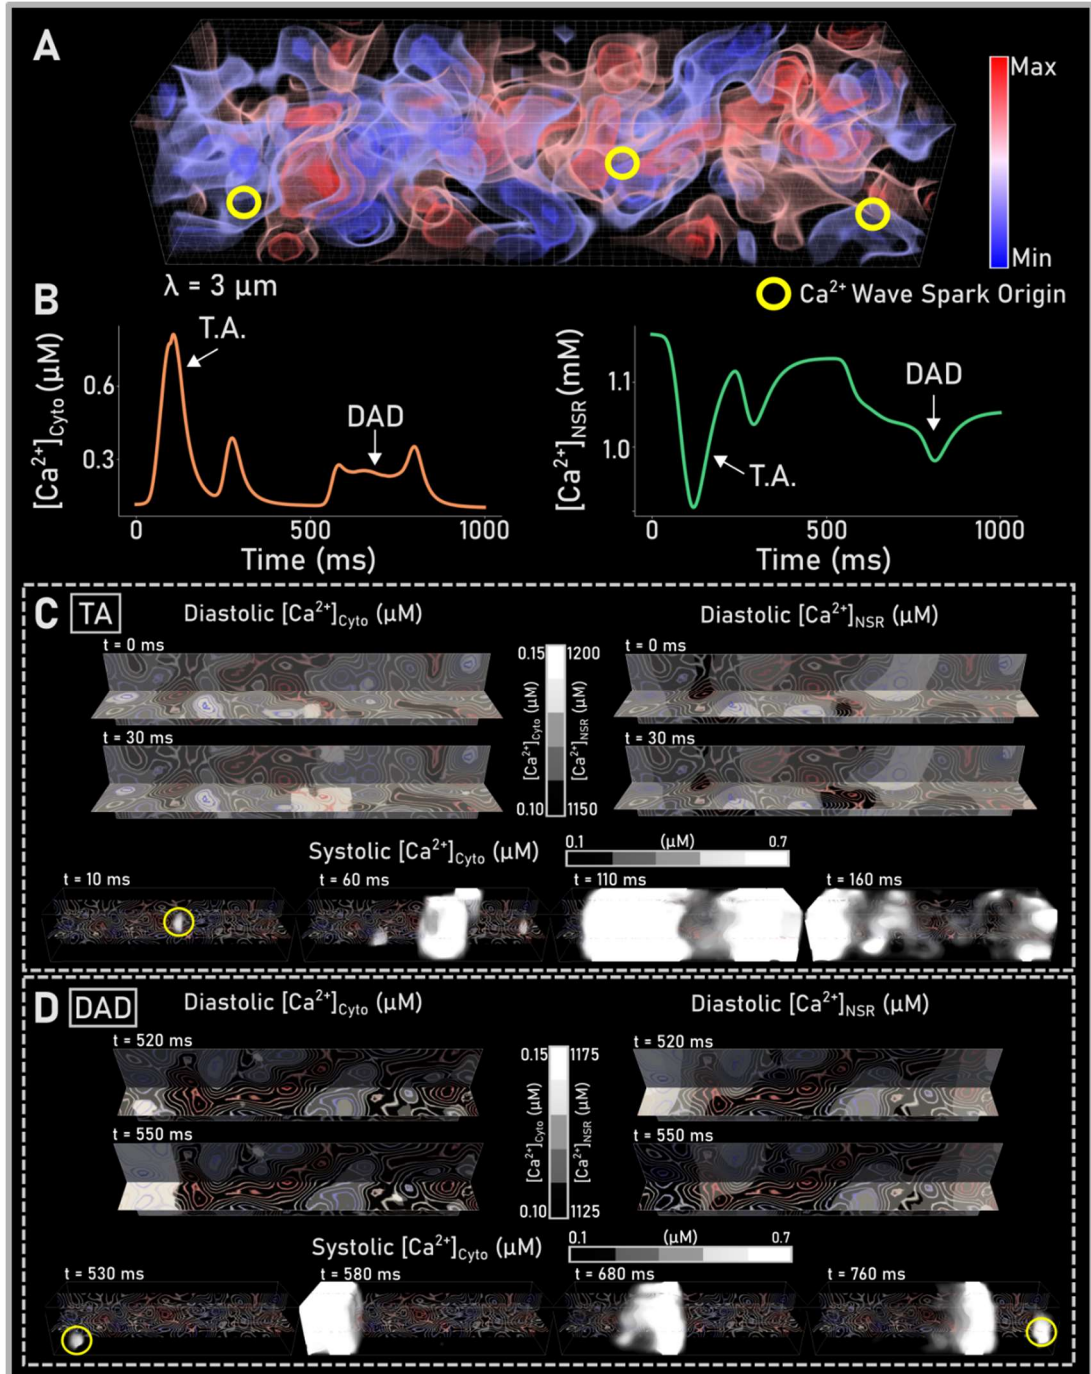 A
Max
Min
λ = 3 μm
Ca²⁺ Wave Spark Origin
B
[Ca²⁺]Cyto (μM)
0.6
0.3
T.A.
DAD
0
500
1000
Time (ms)
[Ca²⁺]NSR (mM)
1.1
1.0
T.A.
DAD
0
500
1000
Time (ms)
C TA
Diastolic [Ca²⁺]Cyto (μM)
Diastolic [Ca²⁺]NSR (μM)
t = 0 ms
t = 30 ms
0.15
1200
[Ca²⁺]Cyto (μM)
[Ca²⁺]NSR (μM)
0.10
1150
t = 0 ms
t = 30 ms
Systolic [Ca²⁺]Cyto (μM)
0.1
(μM)
0.7
t = 10 ms
t = 60 ms
t = 110 ms
t = 160 ms
D DAD
Diastolic [Ca²⁺]Cyto (μM)
Diastolic [Ca²⁺]NSR (μM)
t = 520 ms
t = 550 ms
0.15
1175
[Ca²⁺]Cyto (μM)
[Ca²⁺]NSR (μM)
0.10
1125
t = 520 ms
t = 550 ms
Systolic [Ca²⁺]Cyto (μM)
0.1
(μM)
0.7
t = 530 ms
t = 580 ms
t = 680 ms
t = 760 ms